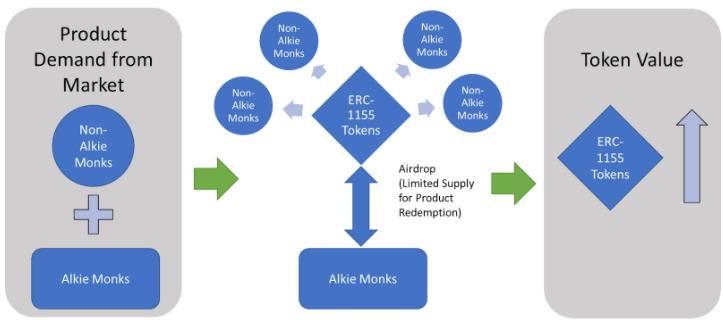 Product
Demand from
Market
Non-
Alkie
Monks
Alkie Monks
Non-
Alkie
Monks
Non-
Alkie
Monks
Non-
Alkie
Monks
Non-
Alkie
Monks
ERC-
1155
Tokens
Airdrop
(Limited Supply
for Product
Redemption)
Alkie Monks
Token Value
ERC-
1155
Tokens